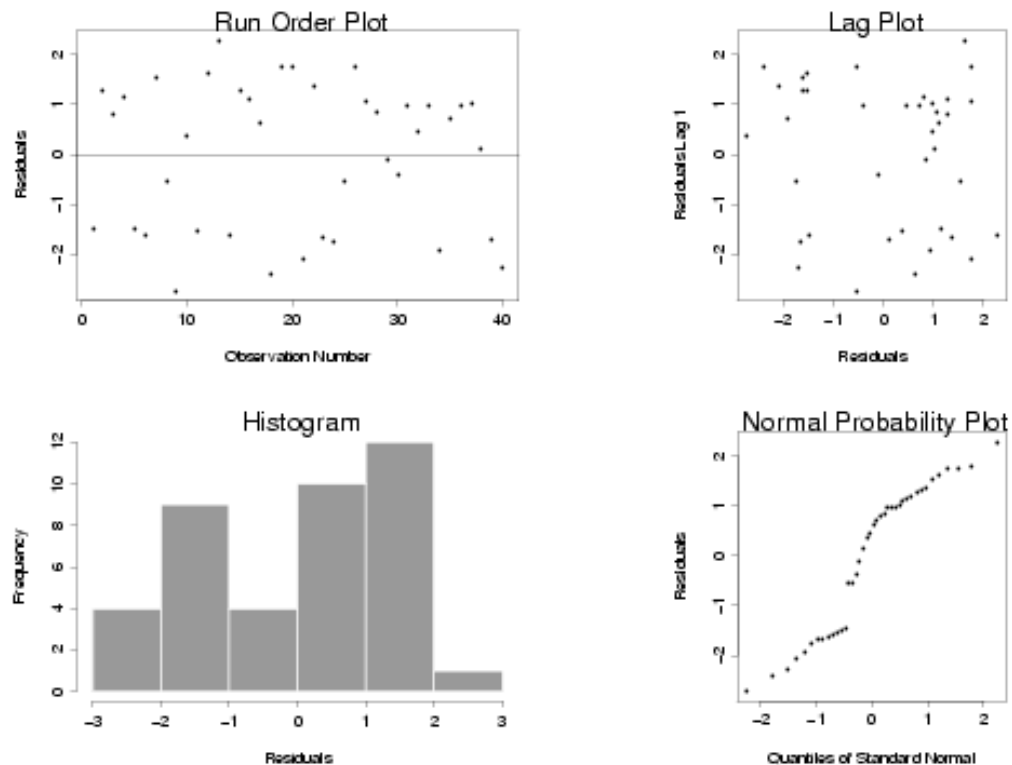 Run Order Plot
2
1
0
−1
−2
Residuals
0 10 20 30 40
Observation Number
Lag Plot
2
1
0
−1
−2
Residuals Lag 1
−2 −1 0 1 2
Residuals
Histogram
12
10
8
6
4
2
0
Frequency
−3 −2 −1 0 1 2 3
Residuals
Normal Probability Plot
2
1
0
−1
−2
Residuals
−2 −1 0 1 2
Quantiles of Standard Normal